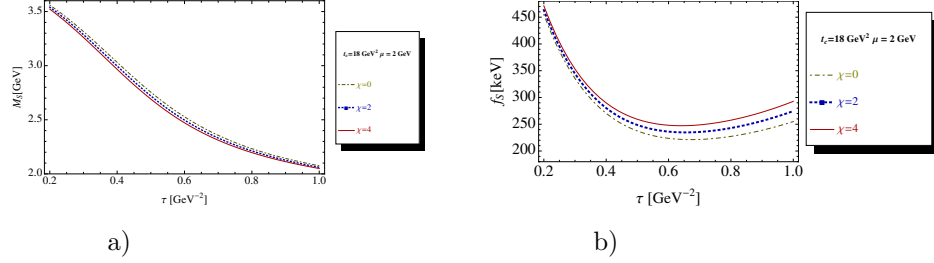 3.5
3.0
2.5
2.0
M_S[GeV]
0.2 0.4 0.6 0.8 1.0
τ [GeV⁻²]
t_c=18 GeV² μ = 2 GeV
χ=0
χ=2
χ=4
a)
450
400
350
300
250
200
f_S[keV]
0.2 0.4 0.6 0.8 1.0
τ [GeV⁻²]
t_c=18 GeV² μ = 2 GeV
χ=0
χ=2
χ=4
b)